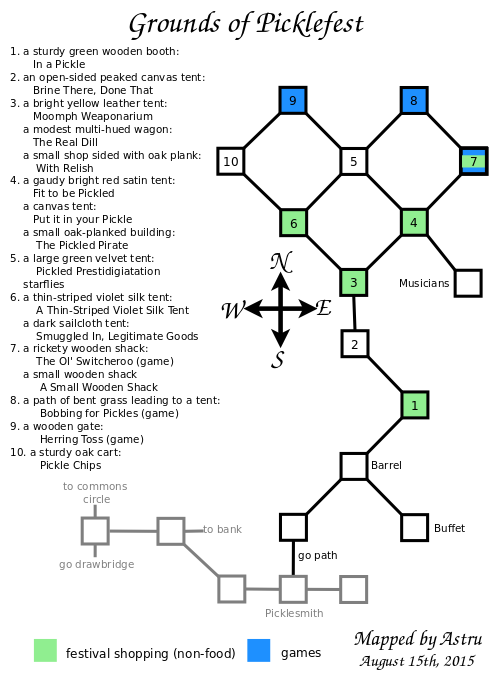 Grounds of Picklefest
1. a sturdy green wooden booth:
In a Pickle
2. an open-sided peaked canvas tent:
Brine There, Done That
3. a bright yellow leather tent:
Moomph Weaponarium
a modest multi-hued wagon:
The Real Dill
a small shop sided with oak plank:
With Relish
4. a gaudy bright red satin tent:
Fit to be Pickled
a canvas tent:
Put it in your Pickle
a small oak-planked building:
The Pickled Pirate
5. a large green velvet tent:
Pickled Prestidigiatation
starflies
6. a thin-striped violet silk tent:
A Thin-Striped Violet Silk Tent
a dark sailcloth tent:
Smuggled In, Legitimate Goods
7. a rickety wooden shack:
The Ol' Switcheroo (game)
a small wooden shack
A Small Wooden Shack
8. a path of bent grass leading to a tent:
Bobbing for Pickles (game)
9. a wooden gate:
Herring Toss (game)
10. a sturdy oak cart:
Pickle Chips
9
8
10
5
7
6
4
3
Musicians
N
W
E
S
2
1
Barrel
Buffet
go path
to commons
circle
to bank
go drawbridge
Picklesmith
festival shopping (non-food)
games
Mapped by Astru
August 15th, 2015